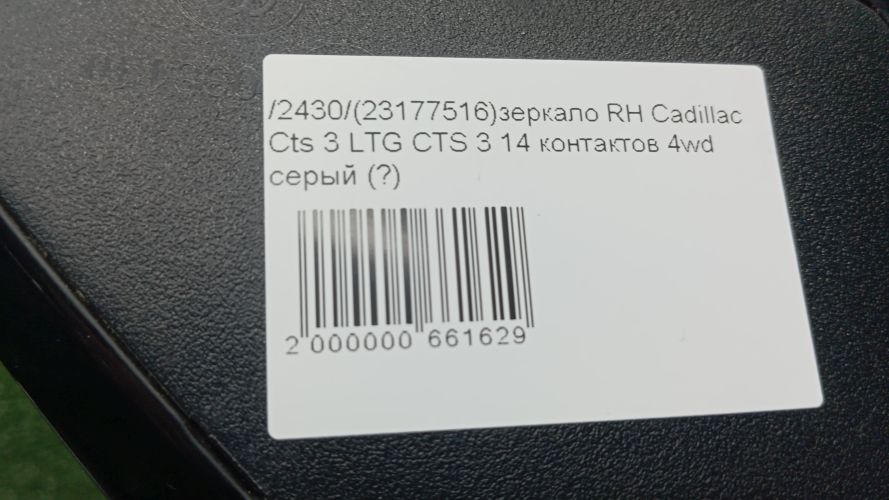 /2430/(23177516)зеркало RH Cadillac
Cts 3 LTG CTS 3 14 контактов 4wd
серый (?)
2 000000 661629